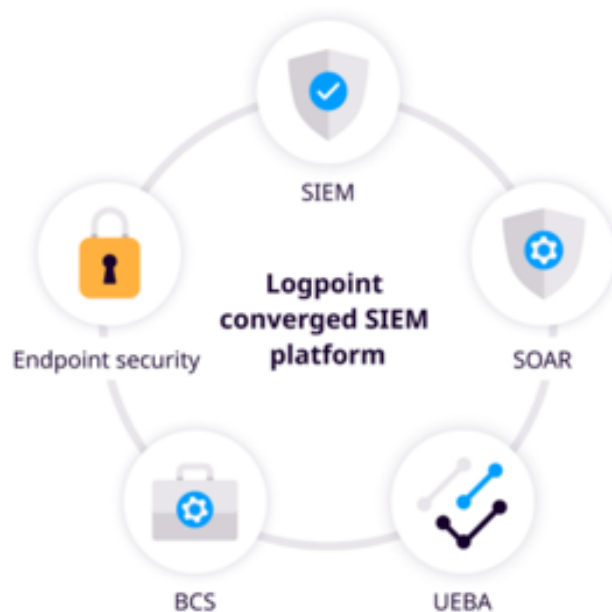 SIEM
Logpoint
converged SIEM
platform
Endpoint security
SOAR
BCS
UEBA